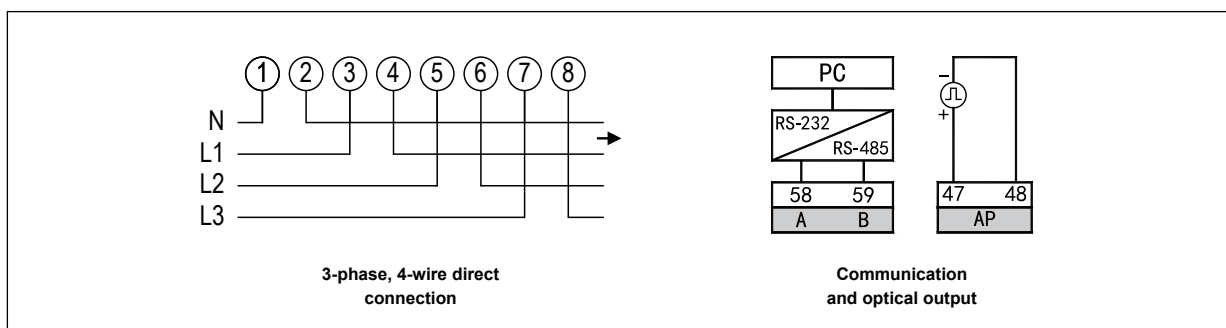 1 2 3 4 5 6 7 8
N
L1
L2
L3
3-phase, 4-wire direct
connection
PC
RS-232
RS-485
58 59
A B
–
+
47 48
AP
Communication
and optical output